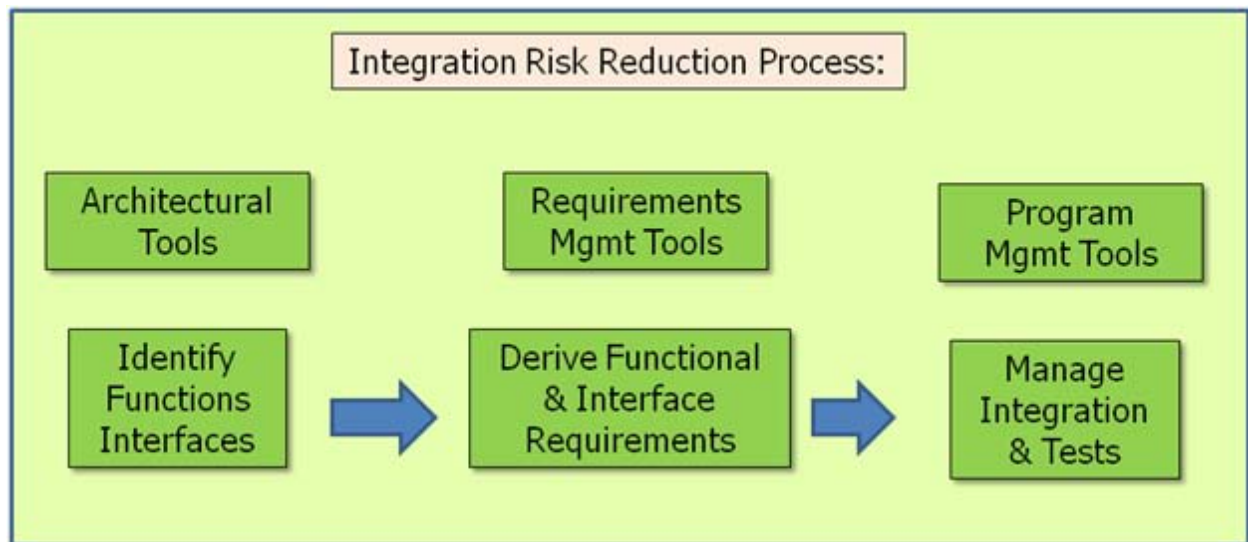 Integration Risk Reduction Process:
Architectural
Tools
Requirements
Mgmt Tools
Program
Mgmt Tools
Identify
Functions
Interfaces
Derive Functional
& Interface
Requirements
Manage
Integration
& Tests